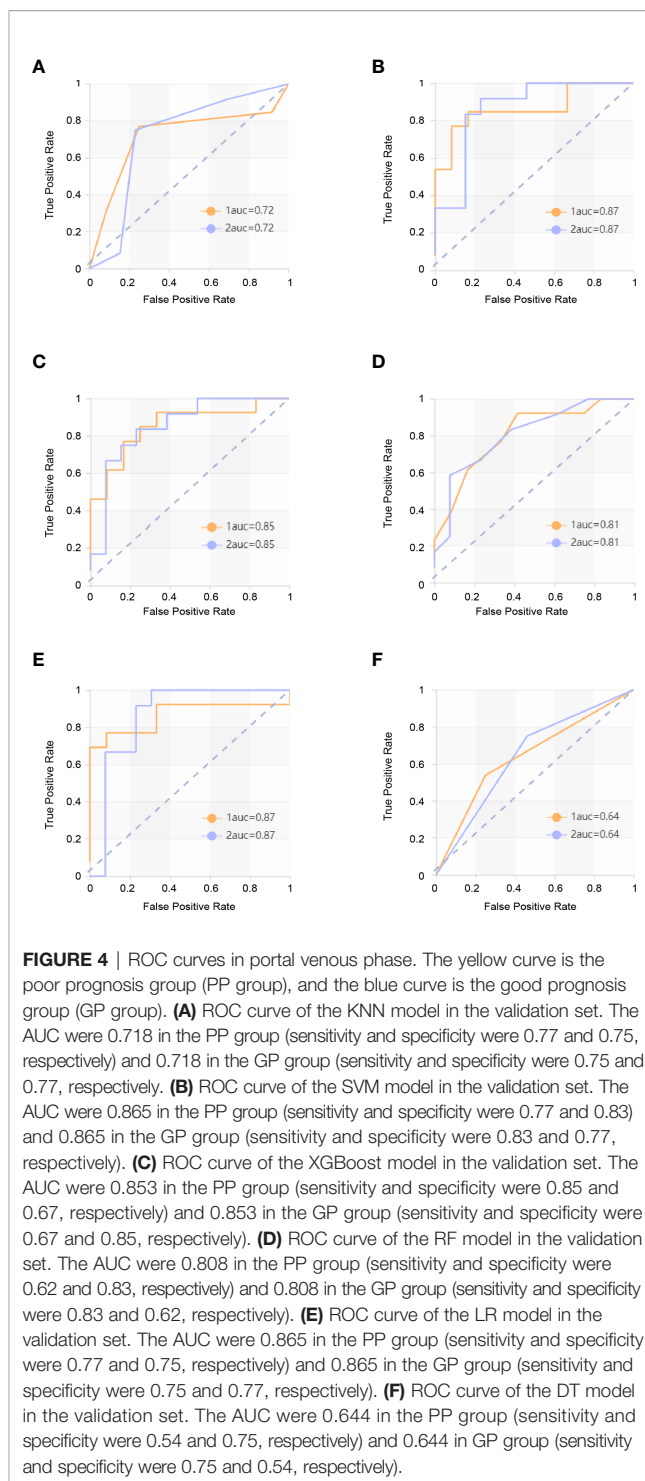 A
True Positive Rate
1
0.8
0.6
0.4
0.2
0
0 0.2 0.4 0.6 0.8 1
False Positive Rate
1auc=0.72
2auc=0.72
B
True Positive Rate
1
0.8
0.6
0.4
0.2
0
0 0.2 0.4 0.6 0.8 1
False Positive Rate
1auc=0.87
2auc=0.87
C
True Positive Rate
1
0.8
0.6
0.4
0.2
0
0 0.2 0.4 0.6 0.8 1
False Positive Rate
1auc=0.85
2auc=0.85
D
True Positive Rate
1
0.8
0.6
0.4
0.2
0
0 0.2 0.4 0.6 0.8 1
False Positive Rate
1auc=0.81
2auc=0.81
E
True Positive Rate
1
0.8
0.6
0.4
0.2
0
0 0.2 0.4 0.6 0.8 1
False Positive Rate
1auc=0.87
2auc=0.87
F
True Positive Rate
1
0.8
0.6
0.4
0.2
0
0 0.2 0.4 0.6 0.8 1
False Positive Rate
1auc=0.64
2auc=0.64
FIGURE 4 | ROC curves in portal venous phase. The yellow curve is the
poor prognosis group (PP group), and the blue curve is the good prognosis
group (GP group). (A) ROC curve of the KNN model in the validation set. The
AUC were 0.718 in the PP group (sensitivity and specificity were 0.77 and 0.75,
respectively) and 0.718 in the GP group (sensitivity and specificity were 0.75 and
0.77, respectively. (B) ROC curve of the SVM model in the validation set. The
AUC were 0.865 in the PP group (sensitivity and specificity were 0.77 and 0.83)
and 0.865 in the GP group (sensitivity and specificity were 0.83 and 0.77,
respectively). (C) ROC curve of the XGBoost model in the validation set. The
AUC were 0.853 in the PP group (sensitivity and specificity were 0.85 and
0.67, respectively) and 0.853 in the GP group (sensitivity and specificity were
0.67 and 0.85, respectively). (D) ROC curve of the RF model in the validation
set. The AUC were 0.808 in the PP group (sensitivity and specificity were
0.62 and 0.83, respectively) and 0.808 in the GP group (sensitivity and specificity
were 0.83 and 0.62, respectively). (E) ROC curve of the LR model in the
validation set. The AUC were 0.865 in the PP group (sensitivity and specificity
were 0.77 and 0.75, respectively) and 0.865 in the GP group (sensitivity and
specificity were 0.75 and 0.77, respectively). (F) ROC curve of the DT model
in the validation set. The AUC were 0.644 in the PP group (sensitivity and
specificity were 0.54 and 0.75, respectively) and 0.644 in GP group (sensitivity
and specificity were 0.75 and 0.54, respectively).